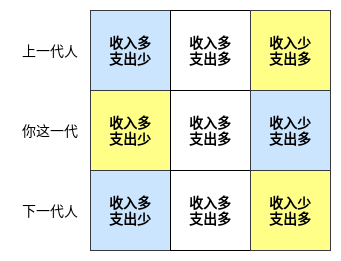 上一代人
收入多
支出少
收入多
支出多
收入少
支出多
你这一代
收入多
支出少
收入多
支出多
收入少
支出多
下一代人
收入多
支出少
收入多
支出多
收入少
支出多